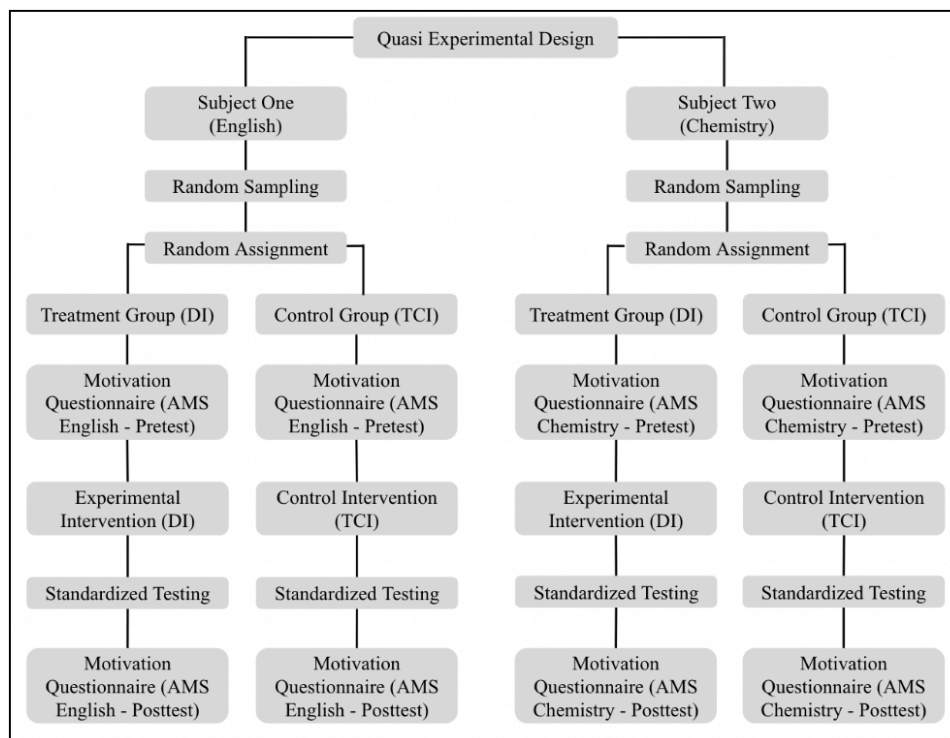 Quasi Experimental Design
Subject One
(English)
Subject Two
(Chemistry)
Random Sampling
Random Sampling
Random Assignment
Random Assignment
Treatment Group (DI)
Control Group (TCI)
Treatment Group (DI)
Control Group (TCI)
Motivation
Questionnaire (AMS
English - Pretest)
Motivation
Questionnaire (AMS
English - Pretest)
Motivation
Questionnaire (AMS
Chemistry - Pretest)
Motivation
Questionnaire (AMS
Chemistry - Pretest)
Experimental
Intervention (DI)
Control Intervention
(TCI)
Experimental
Intervention (DI)
Control Intervention
(TCI)
Standardized Testing
Standardized Testing
Standardized Testing
Standardized Testing
Motivation
Questionnaire (AMS
English - Posttest)
Motivation
Questionnaire (AMS
English - Posttest)
Motivation
Questionnaire (AMS
Chemistry - Posttest)
Motivation
Questionnaire (AMS
Chemistry - Posttest)